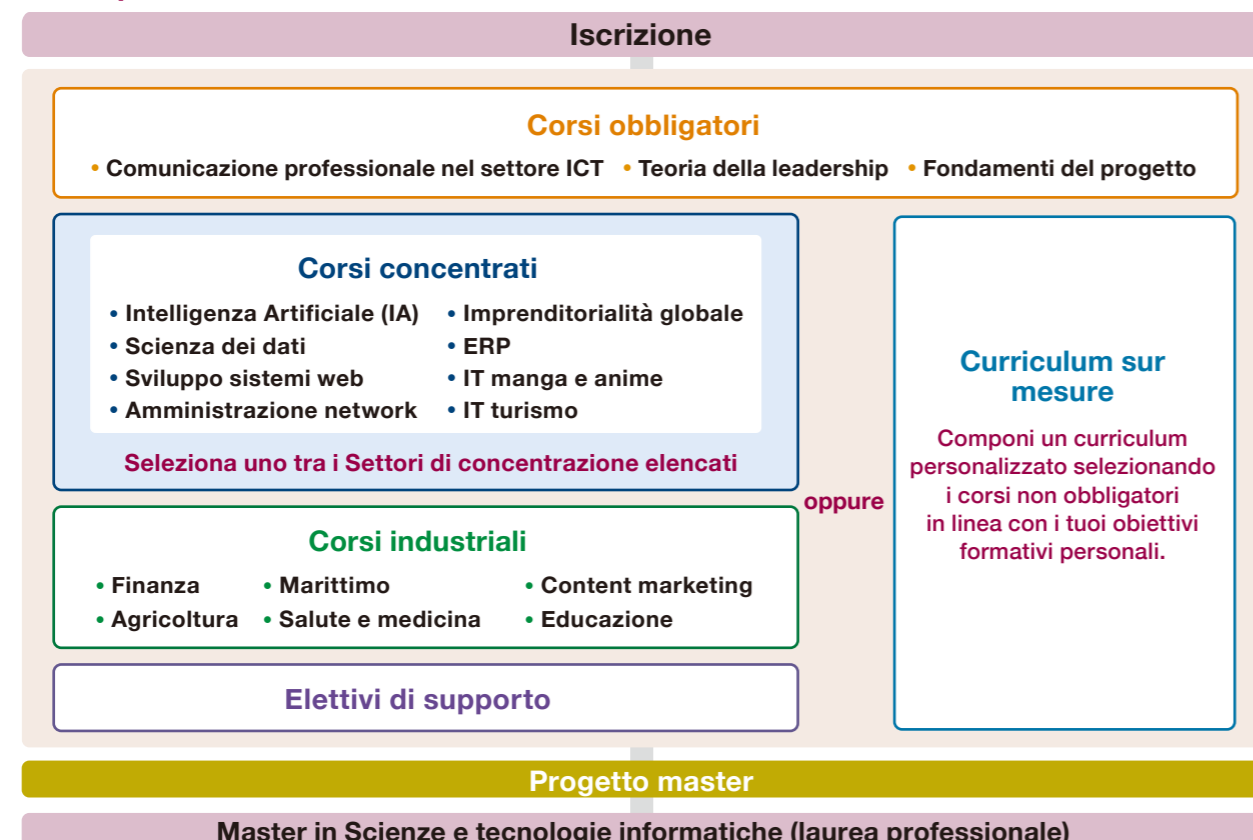 Iscrizione
Corsi obbligatori
• Comunicazione professionale nel settore ICT • Teoria della leadership • Fondamenti del progetto
Corsi concentrati
• Intelligenza Artificiale (IA) • Imprenditorialità globale
• Scienza dei dati • ERP
• Sviluppo sistemi web • IT manga e anime
• Amministrazione network • IT turismo
Seleziona uno tra i Settori di concentrazione elencati
Corsi industriali
• Finanza • Marittimo • Content marketing
• Agricoltura • Salute e medicina • Educazione
Elettivi di supporto
oppure
Curriculum sur
mesure
Componi un curriculum
personalizzato selezionando
i corsi non obbligatori
in linea con i tuoi obiettivi
formativi personali.
Progetto master
Master in Scienze e tecnologie informatiche (laurea professionale)